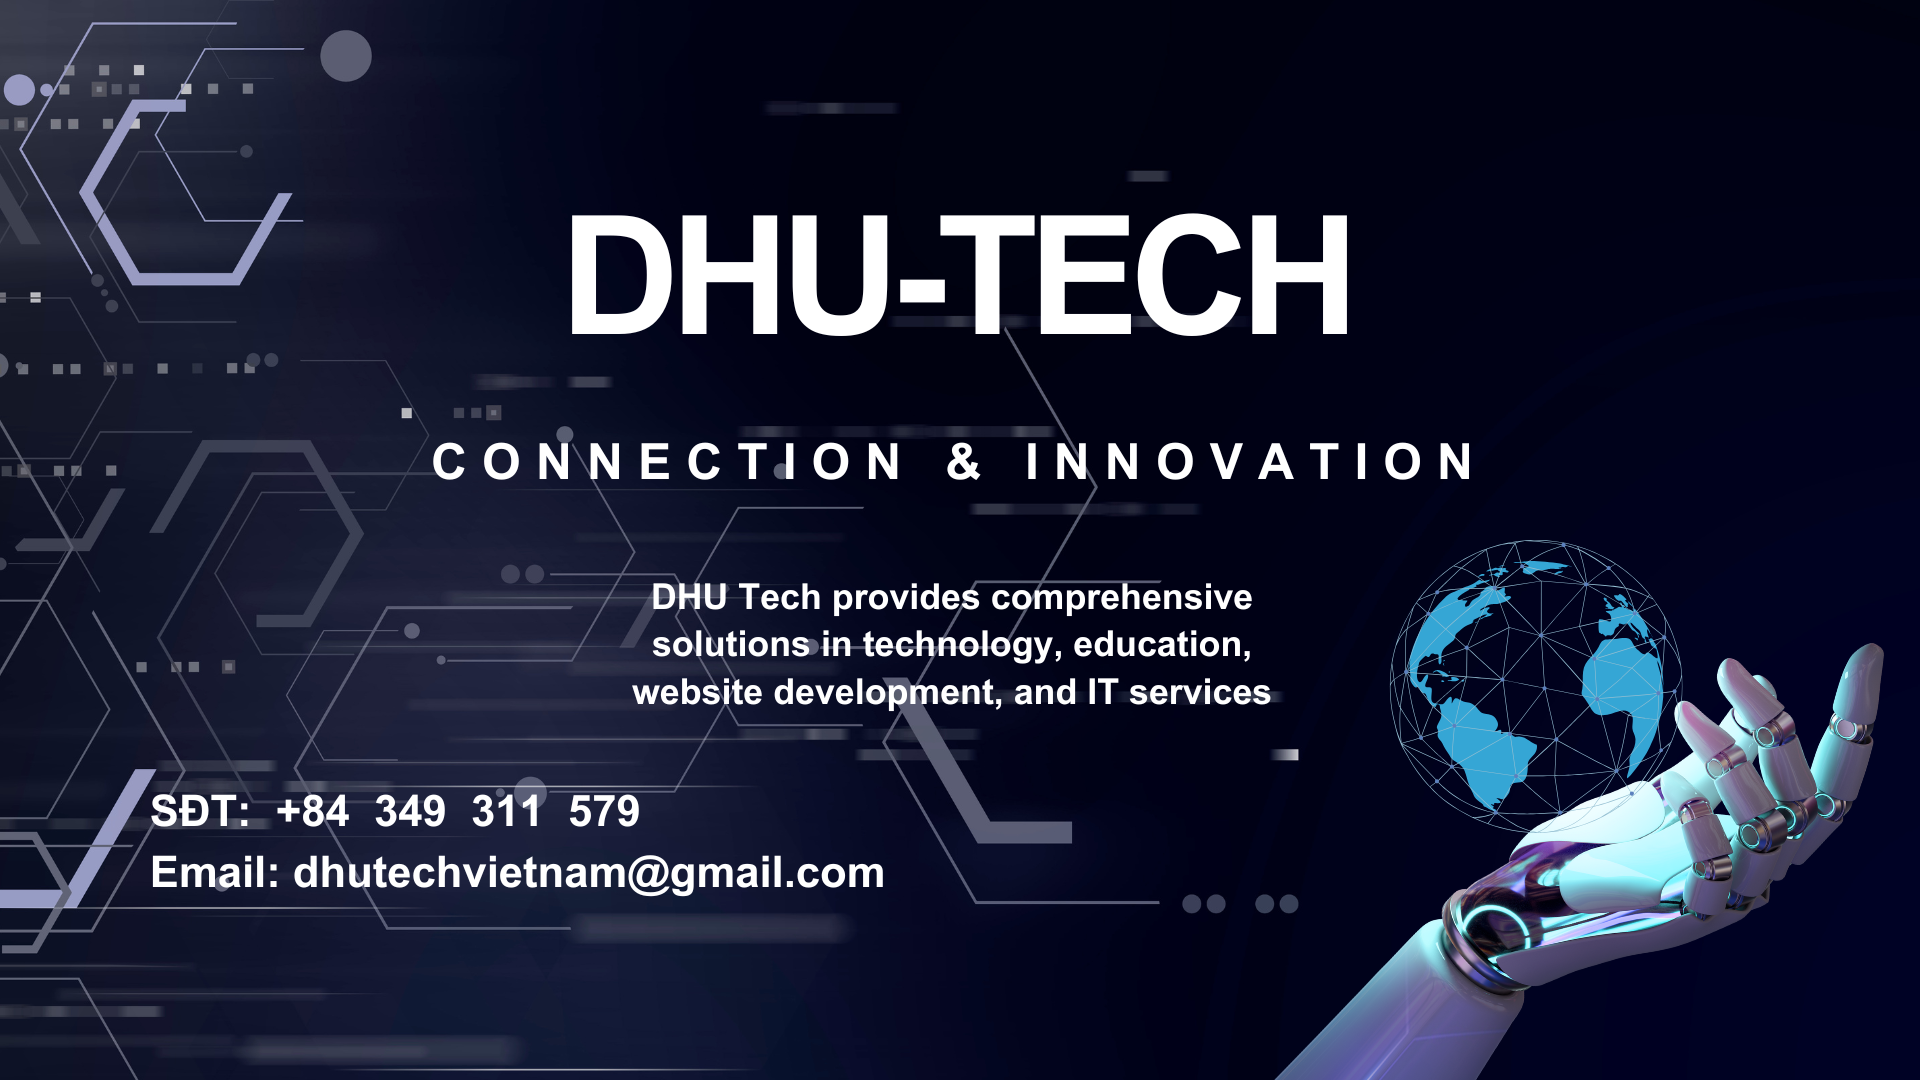 DHU-TECH
CONNECTION & INNOVATION
DHU Tech provides comprehensive
solutions in technology, education,
website development, and IT services
SĐT: +84 349 311 579
Email: dhutechvietnam@gmail.com